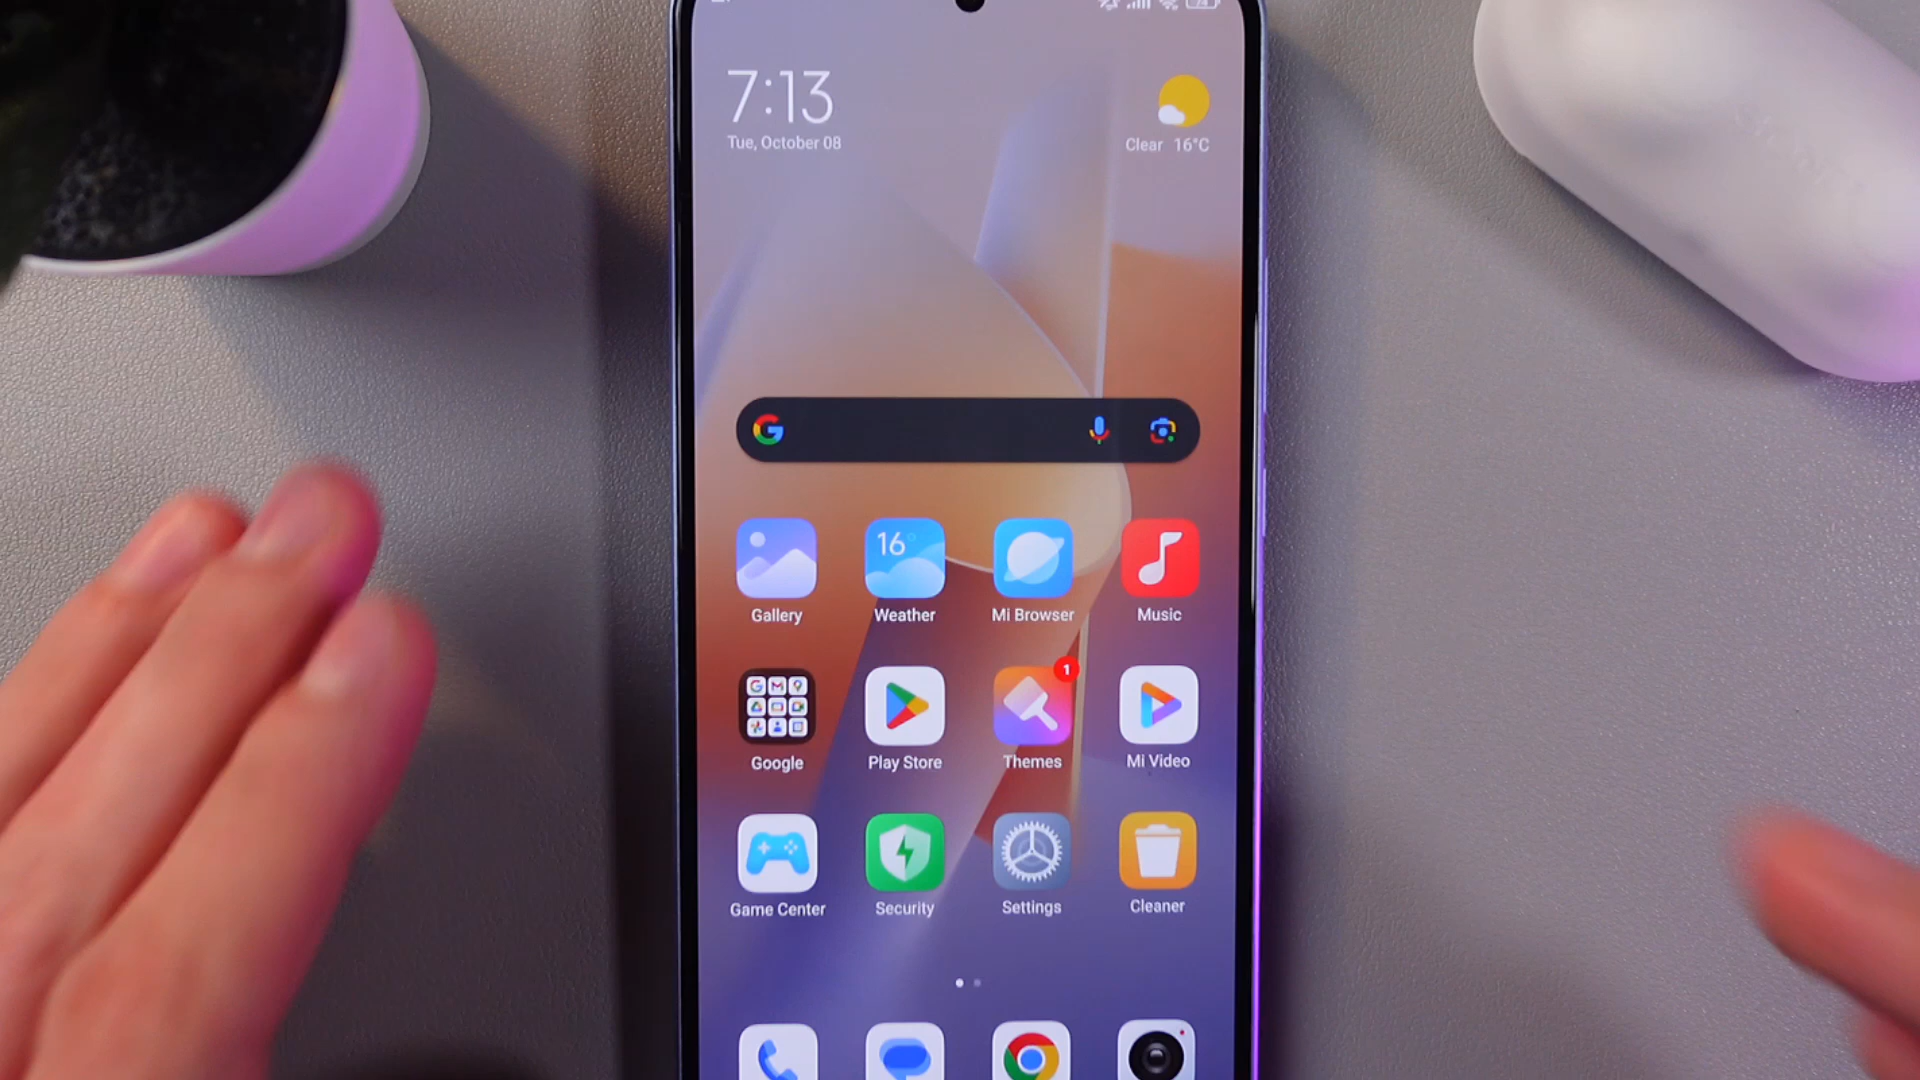 7:13
Tue, October 08
Clear 16°C
16°
Gallery
Weather
Mi Browser
Music
1
Google
Play Store
Themes
Mi Video
Game Center
Security
Settings
Cleaner